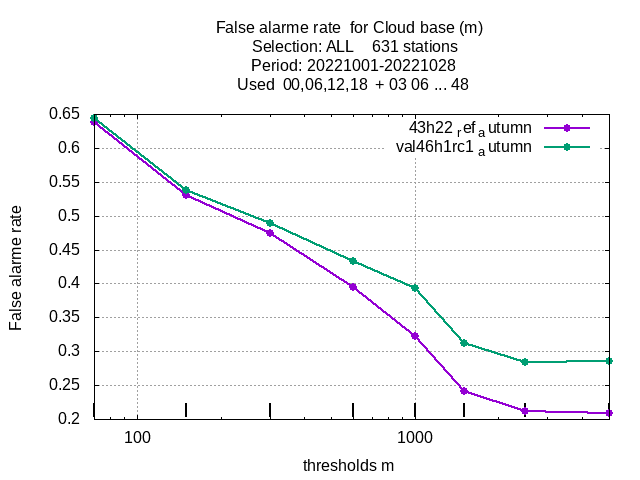 False alarme rate for Cloud base (m)
Selection: ALL 631 stations
Period: 20221001-20221028
Used 00,06,12,18 + 03 06 ... 48
0.65
43h22 ref a utumn
0.6
val46h1rc1 a utumn
0.55
0.5
0.45
0.4
0.35
0.3
0.25
0.2
False alarme rate
100 1000
thresholds m